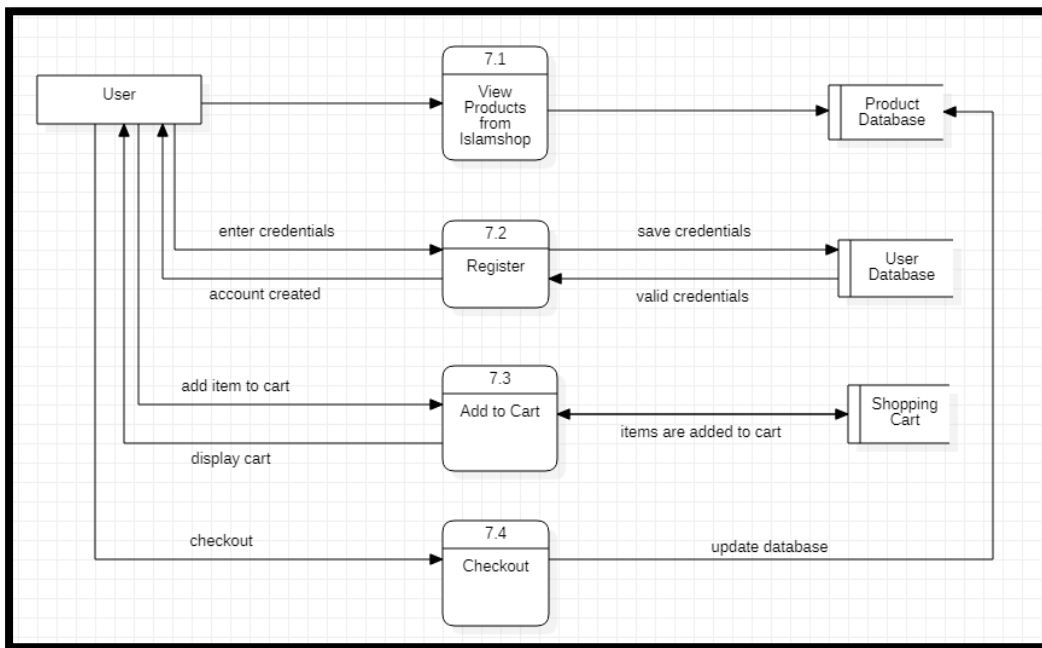 7.1
User
View
Products
from
Islamshop
Product
Database
enter credentials
7.2
save credentials
Register
User
Database
account created
valid credentials
7.3
add item to cart
Add to Cart
Shopping
Cart
items are added to cart
display cart
7.4
checkout
update database
Checkout